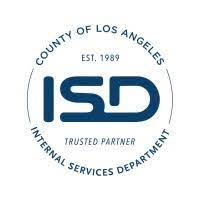 COUNTY OF LOS ANGELES
EST. 1989
ISD
TRUSTED PARTNER
INTERNAL SERVICES DEPARTMENT